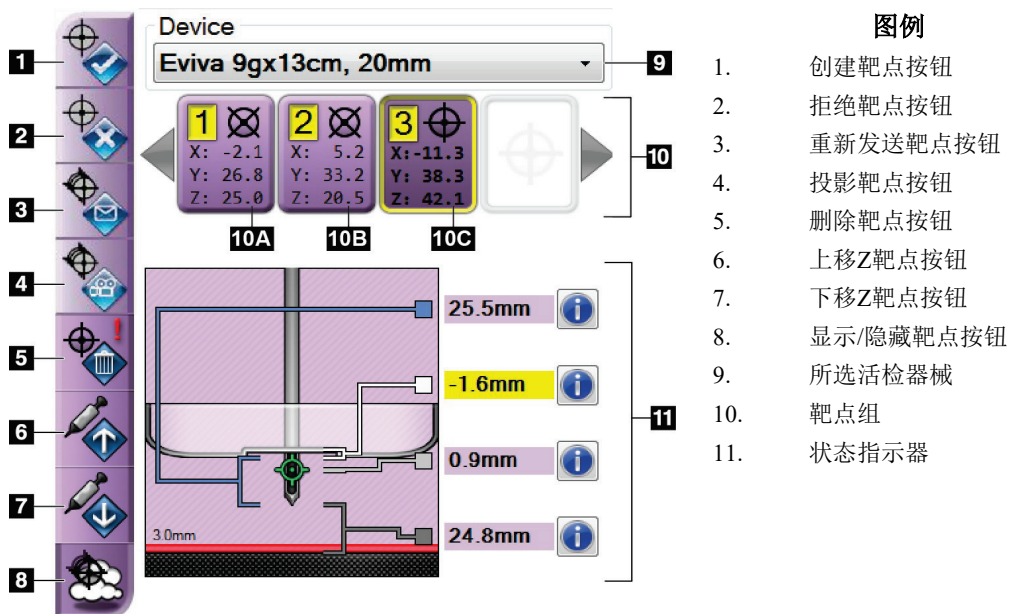 Device
Eviva 9gx13cm, 20mm
1
2
3
4
5
6
7
8
9
10
11
1
X: -2.1
Y: 26.8
Z: 25.0
2
X: 5.2
Y: 33.2
Z: 20.5
3
X:-11.3
Y: 38.3
Z: 42.1
10A
10B
10C
25.5mm
-1.6mm
0.9mm
24.8mm
3.0mm
!
图例
1. 创建靶点按钮
2. 拒绝靶点按钮
3. 重新发送靶点按钮
4. 投影靶点按钮
5. 删除靶点按钮
6. 上移Z靶点按钮
7. 下移Z靶点按钮
8. 显示/隐藏靶点按钮
9. 所选活检器械
10. 靶点组
11. 状态指示器